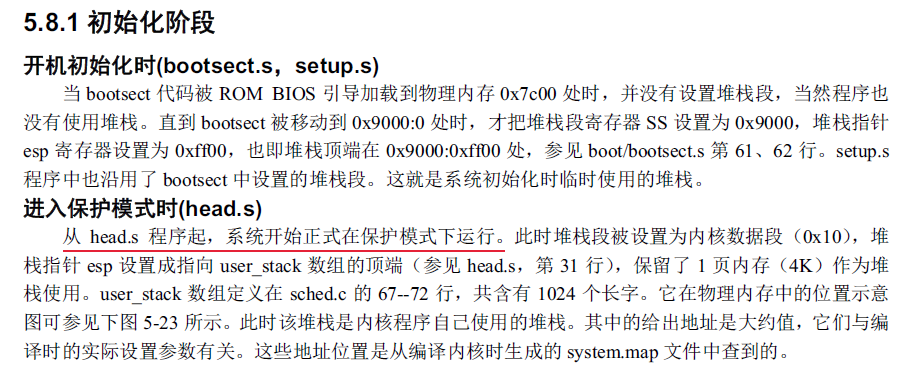 5.8.1 初始化阶段
开机初始化时(bootsect.s，setup.s)
当 bootsect 代码被 ROM BIOS 引导加载到物理内存 0x7c00 处时，并没有设置堆栈段，当然程序也
没有使用堆栈。直到 bootsect 被移动到 0x9000:0 处时，才把堆栈段寄存器 SS 设置为 0x9000，堆栈指针
esp 寄存器设置为 0xff00，也即堆栈顶端在 0x9000:0xff00 处，参见 boot/bootsect.s 第 61、62 行。setup.s
程序中也沿用了 bootsect 中设置的堆栈段。这就是系统初始化时临时使用的堆栈。
进入保护模式时(head.s)
从 head.s 程序起，系统开始正式在保护模式下运行。此时堆栈段被设置为内核数据段（0x10），堆
栈指针 esp 设置成指向 user_stack 数组的顶端（参见 head.s，第 31 行），保留了 1 页内存（4K）作为堆
栈使用。user_stack 数组定义在 sched.c 的 67--72 行，共含有 1024 个长字。它在物理内存中的位置示意
图可参见下图 5-23 所示。此时该堆栈是内核程序自己使用的堆栈。其中的给出地址是大约值，它们与编
译时的实际设置参数有关。这些地址位置是从编译内核时生成的 system.map 文件中查到的。